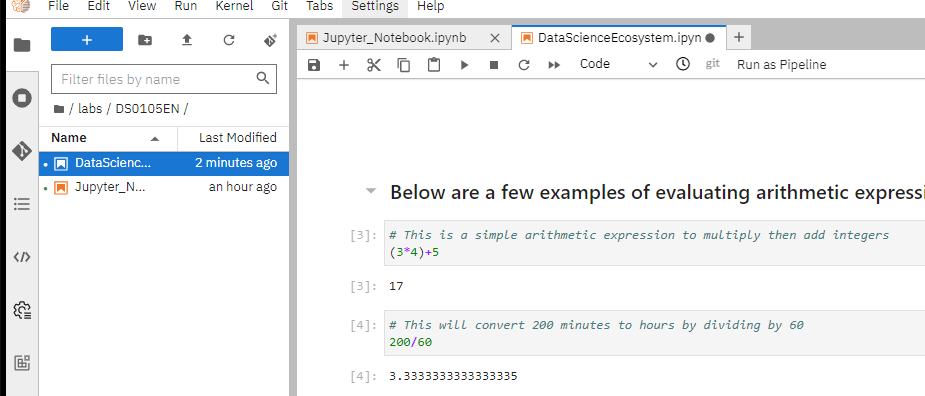 File Edit View Run Kernel Git Tabs Settings Help
Jupyter_Notebook.ipynb
DataScienceEcosystem.ipyn
Code
git
Run as Pipeline
Filter files by name
/ labs / DS0105EN /
Name Last Modified
DataScienc... 2 minutes ago
Jupyter_N... an hour ago
Below are a few examples of evaluating arithmetic expressi
[3]: # This is a simple arithmetic expression to multiply then add integers
(3*4)+5
[3]: 17
[4]: # This will convert 200 minutes to hours by dividing by 60
200/60
[4]: 3.3333333333333335